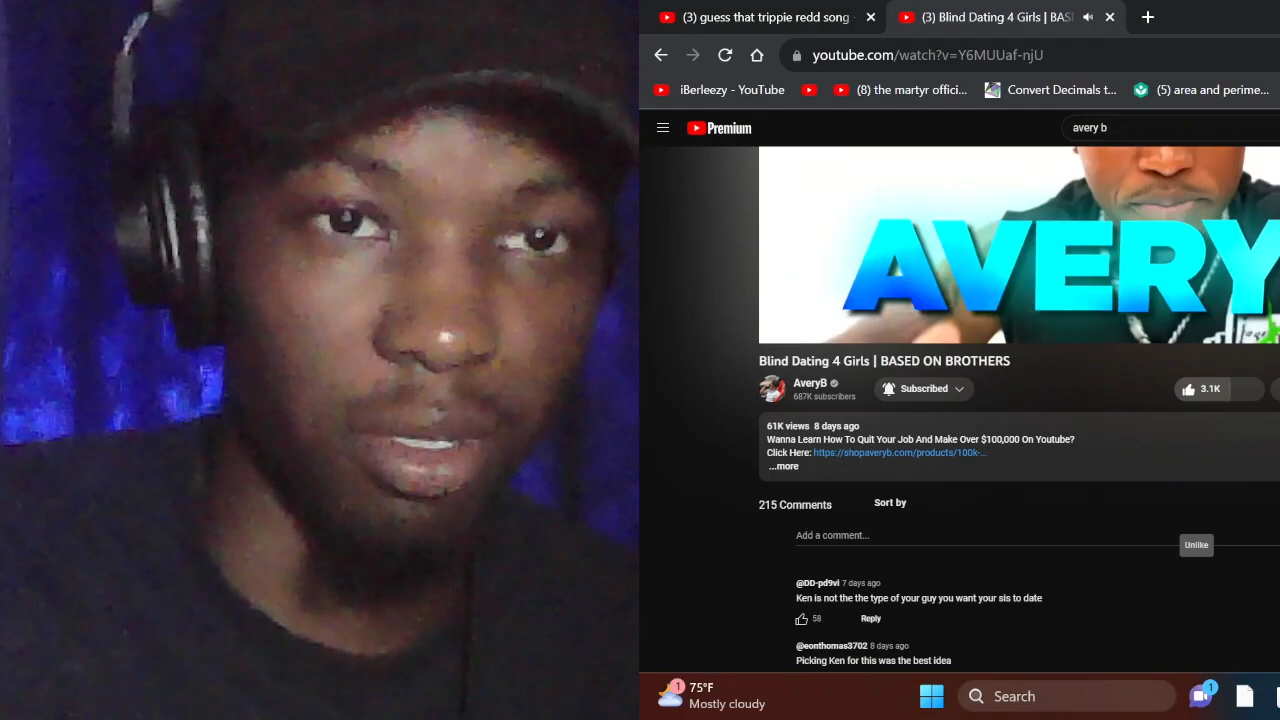 (3) guess that trippie redd song
(3) Blind Dating 4 Girls | BAS
youtube.com/watch?v=Y6MUUaf-njU
iBerleezy - YouTube
(8) the martyr offici...
Convert Decimals t...
(5) area and perime...
Premium
avery b
AVERY
Blind Dating 4 Girls | BASED ON BROTHERS
AveryB
687K subscribers
Subscribed
3.1K
61K views 8 days ago
Wanna Learn How To Quit Your Job And Make Over $100,000 On Youtube?
Click Here: https://shopaveryb.com/products/100k-...
...more
215 Comments
Sort by
Add a comment...
Unlike
@DD-pd9vi 7 days ago
Ken is not the the type of your guy you want your sis to date
58
Reply
@eonthomas3702 8 days ago
Picking Ken for this was the best idea
1
75°F
Mostly cloudy
Search
1